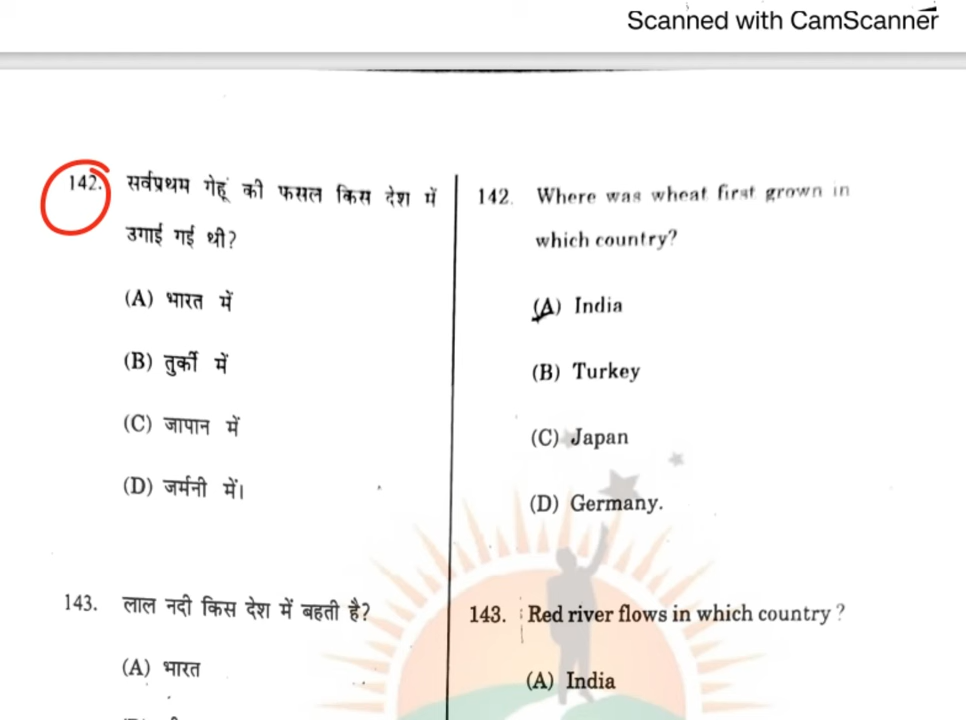 Scanned with CamScanner
142. सर्वप्रथम गेहूं की फसल किस देश में
उगाई गई थी?
(A) भारत में
(B) तुर्की में
(C) जापान में
(D) जर्मनी में।
143. लाल नदी किस देश में बहती है?
(A) भारत
142. Where was wheat first grown in
which country?
(A) India
(B) Turkey
(C) Japan
(D) Germany.
143. Red river flows in which country ?
(A) India